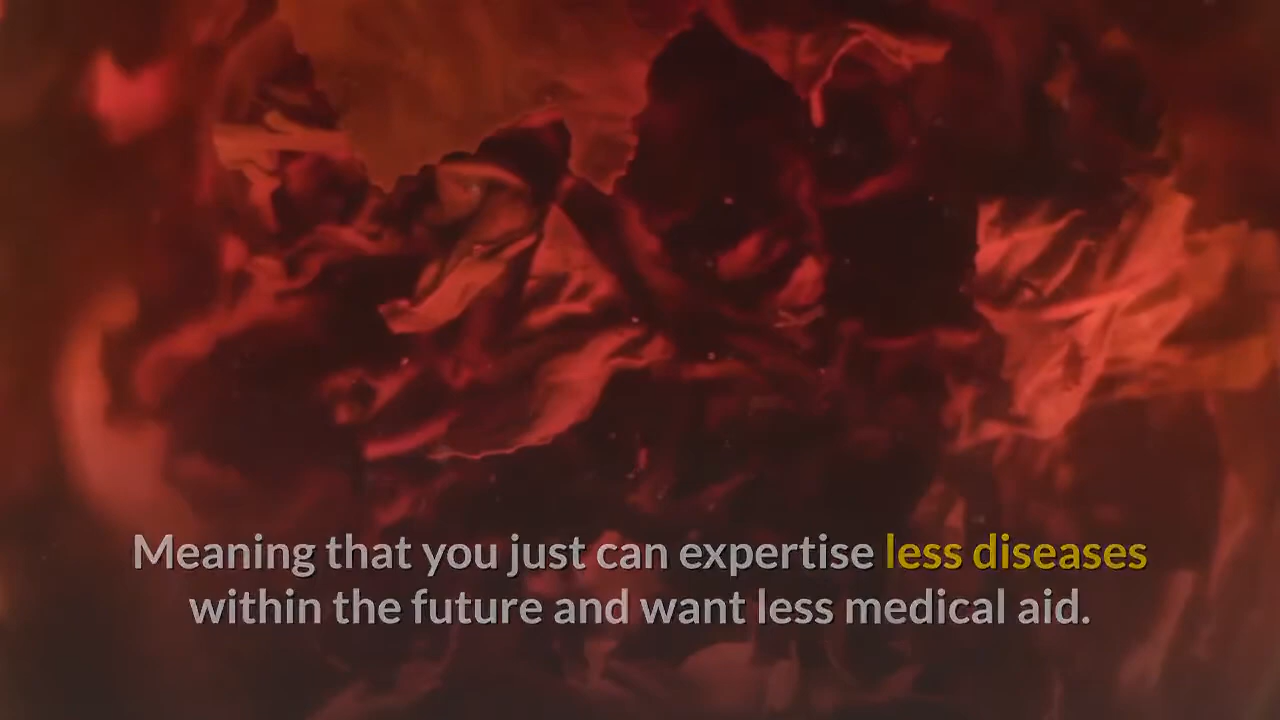 Meaning that you just can expertise less diseases
within the future and want less medical aid.